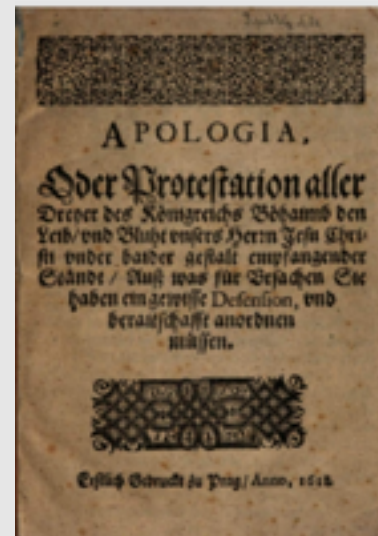 APOLOGIA,
Oder Protestation aller
Dreyer des Königreichs Böhaimb den
Leib/ vnd Bluht vnsers Herrn Jesu Chri-
sti vnder baider gestalt empfangender
Stände / Auß was für Vrsachen Sie
haben ein gewisse Defension, vnd
beraitschafft anordnen
müssen.
Erstlich Gedruckt zu Prag/ Anno, 1618